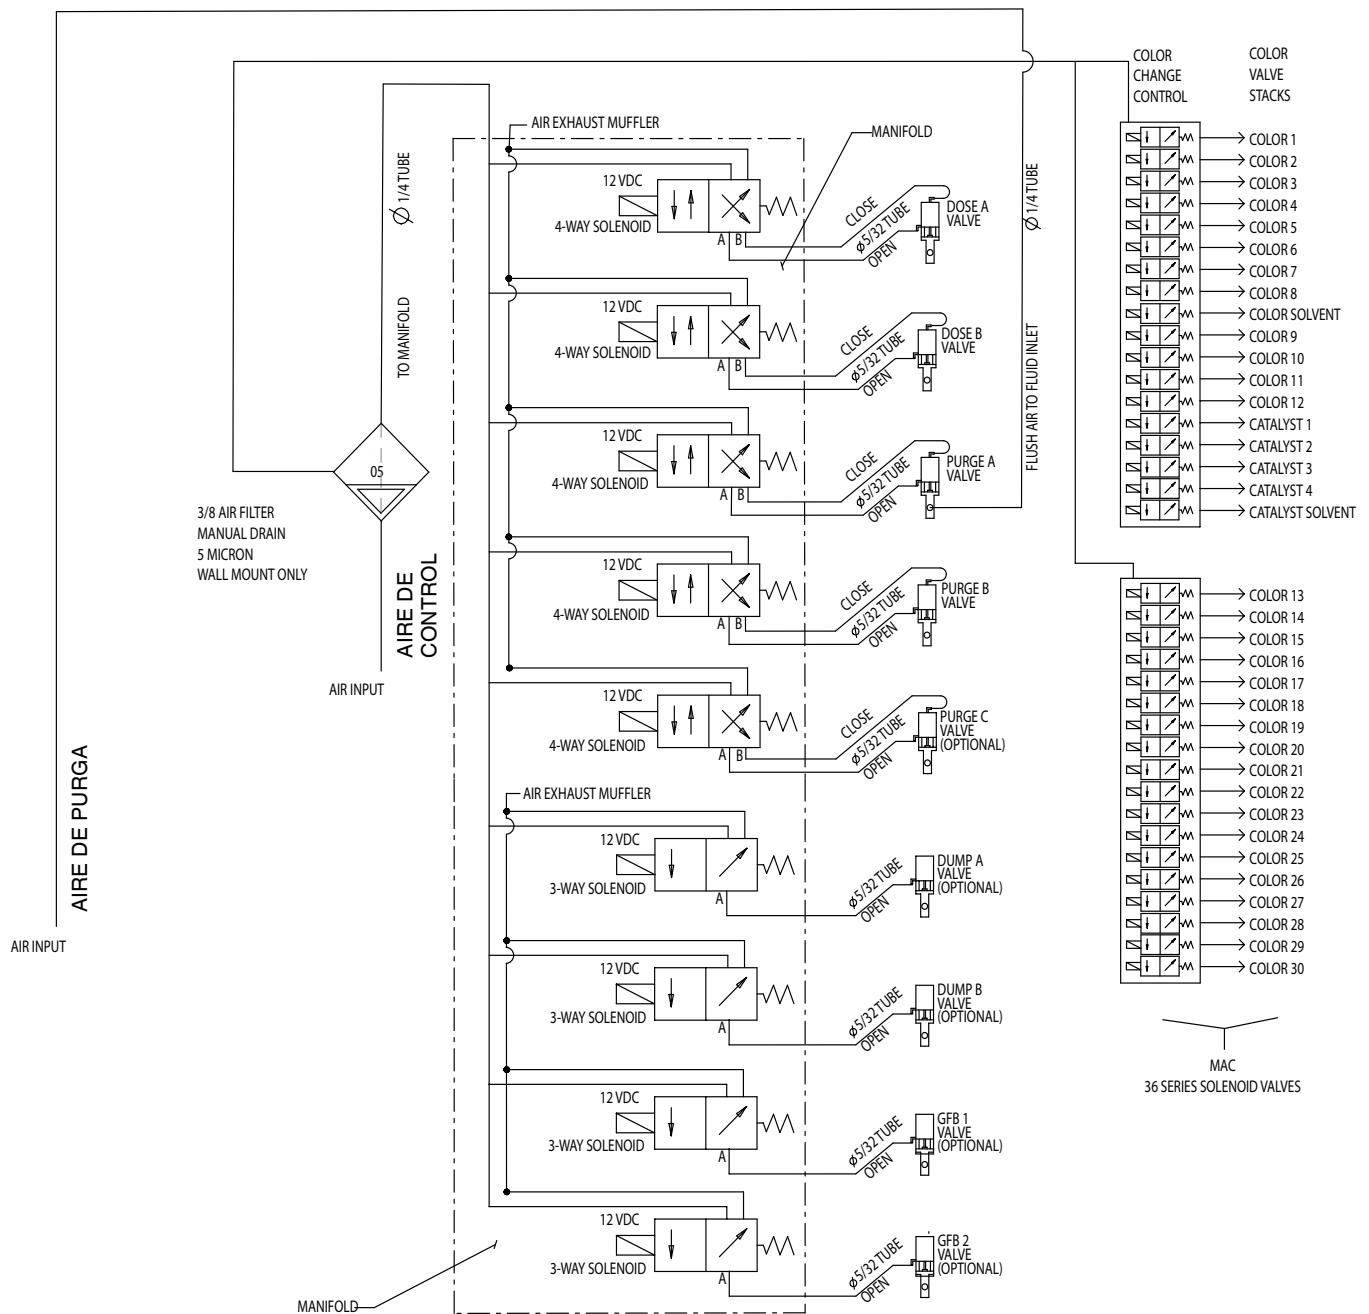 COLOR
CHANGE
CONTROL
COLOR
VALVE
STACKS
AIR EXHAUST MUFFLER
MANIFOLD
Ø 1/4 TUBE
TO MANIFOLD
05
3/8 AIR FILTER
MANUAL DRAIN
5 MICRON
WALL MOUNT ONLY
AIRE DE
CONTROL
AIR INPUT
AIRE DE PURGA
AIR INPUT
12 VDC
4-WAY SOLENOID
A B
CLOSE
Ø5/32 TUBE
OPEN
DOSE A
VALVE
12 VDC
4-WAY SOLENOID
A B
CLOSE
Ø5/32 TUBE
OPEN
DOSE B
VALVE
12 VDC
4-WAY SOLENOID
A B
CLOSE
Ø5/32 TUBE
OPEN
PURGE A
VALVE
12 VDC
4-WAY SOLENOID
A B
CLOSE
Ø5/32 TUBE
OPEN
PURGE B
VALVE
12 VDC
4-WAY SOLENOID
A B
CLOSE
Ø5/32 TUBE
OPEN
PURGE C
VALVE
(OPTIONAL)
AIR EXHAUST MUFFLER
12 VDC
3-WAY SOLENOID
A
Ø5/32 TUBE
OPEN
DUMP A
VALVE
(OPTIONAL)
12 VDC
3-WAY SOLENOID
A
Ø5/32 TUBE
OPEN
DUMP B
VALVE
(OPTIONAL)
12 VDC
3-WAY SOLENOID
A
Ø5/32 TUBE
OPEN
GFB 1
VALVE
(OPTIONAL)
12 VDC
3-WAY SOLENOID
A
Ø5/32 TUBE
OPEN
GFB 2
VALVE
(OPTIONAL)
MANIFOLD
Ø 1/4 TUBE
FLUSH AIR TO FLUID INLET
COLOR 1
COLOR 2
COLOR 3
COLOR 4
COLOR 5
COLOR 6
COLOR 7
COLOR 8
COLOR SOLVENT
COLOR 9
COLOR 10
COLOR 11
COLOR 12
CATALYST 1
CATALYST 2
CATALYST 3
CATALYST 4
CATALYST SOLVENT
COLOR 13
COLOR 14
COLOR 15
COLOR 16
COLOR 17
COLOR 18
COLOR 19
COLOR 20
COLOR 21
COLOR 22
COLOR 23
COLOR 24
COLOR 25
COLOR 26
COLOR 27
COLOR 28
COLOR 29
COLOR 30
MAC
36 SERIES SOLENOID VALVES